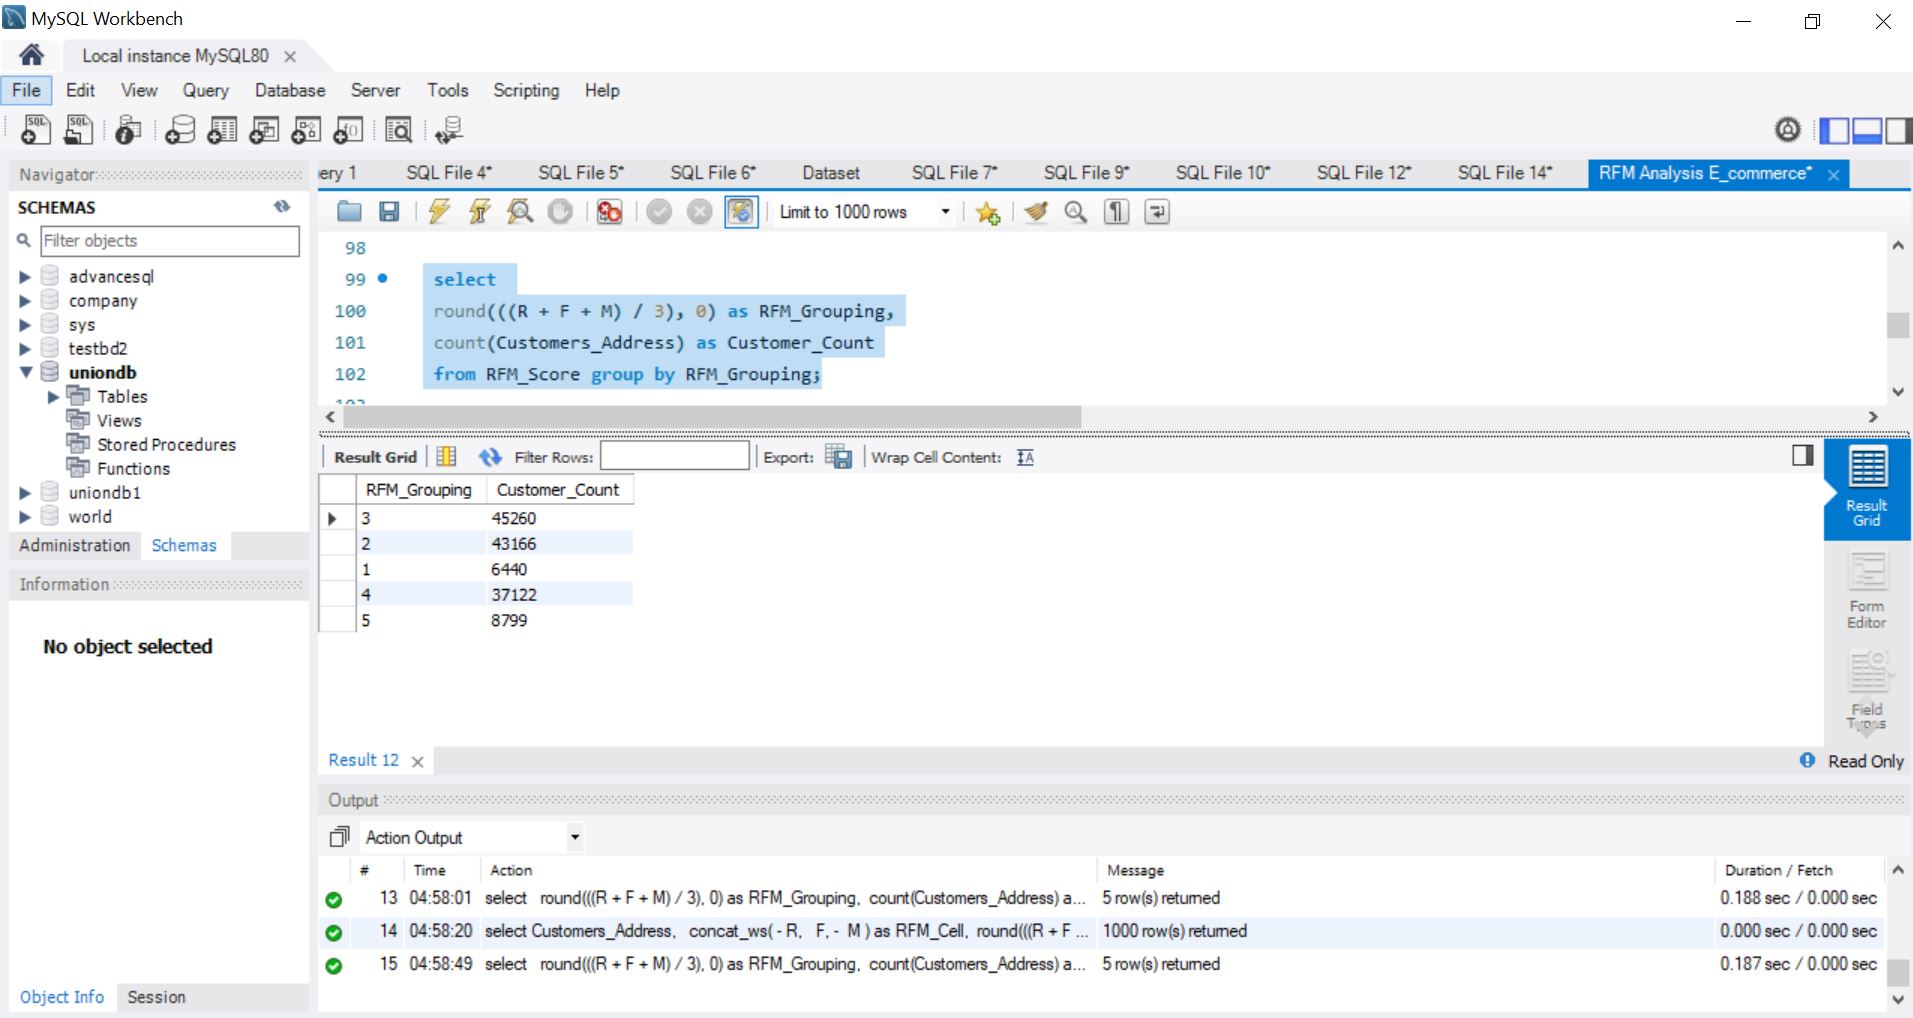 MySQL Workbench
Local instance MySQL80
File Edit View Query Database Server Tools Scripting Help
Navigator
SCHEMAS
Filter objects
advancesql
company
sys
testbd2
uniondb
Tables
Views
Stored Procedures
Functions
uniondb1
world
Administration Schemas
Information
No object selected
Object Info Session
ery 1 SQL File 4* SQL File 5* SQL File 6* Dataset SQL File 7* SQL File 9* SQL File 10* SQL File 12* SQL File 14* RFM Analysis E_commerce*
Limit to 1000 rows
98
99 select
100 round(((R + F + M) / 3), 0) as RFM_Grouping,
101 count(Customers_Address) as Customer_Count
102 from RFM_Score group by RFM_Grouping;
103
Result Grid Filter Rows: Export: Wrap Cell Content:
RFM_Grouping Customer_Count
3 45260
2 43166
1 6440
4 37122
5 8799
Result Grid
Form Editor
Field Types
Result 12
Read Only
Output
Action Output
# Time Action Message Duration / Fetch
13 04:58:01 select round(((R + F + M) / 3), 0) as RFM_Grouping, count(Customers_Address) a... 5 row(s) returned 0.188 sec / 0.000 sec
14 04:58:20 select Customers_Address, concat_ws( - R, F, - M ) as RFM_Cell, round(((R + F ... 1000 row(s) returned 0.000 sec / 0.000 sec
15 04:58:49 select round(((R + F + M) / 3), 0) as RFM_Grouping, count(Customers_Address) a... 5 row(s) returned 0.187 sec / 0.000 sec